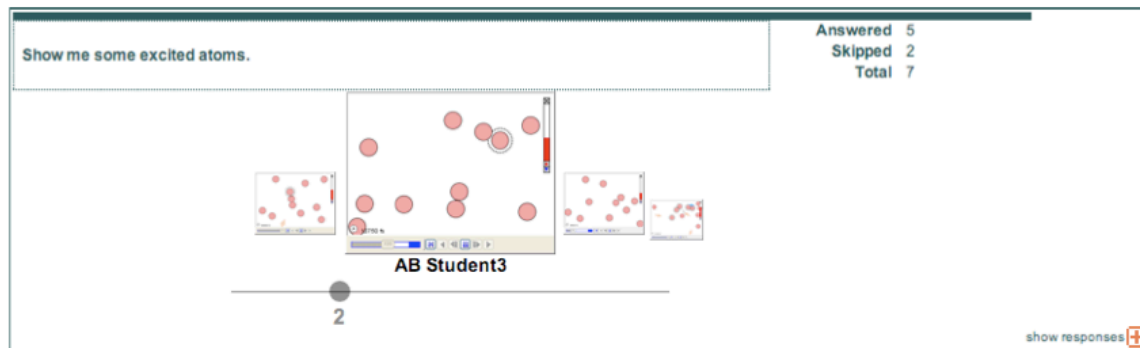 Show me some excited atoms.
Answered 5
Skipped 2
Total 7
AB Student3
2
show responses